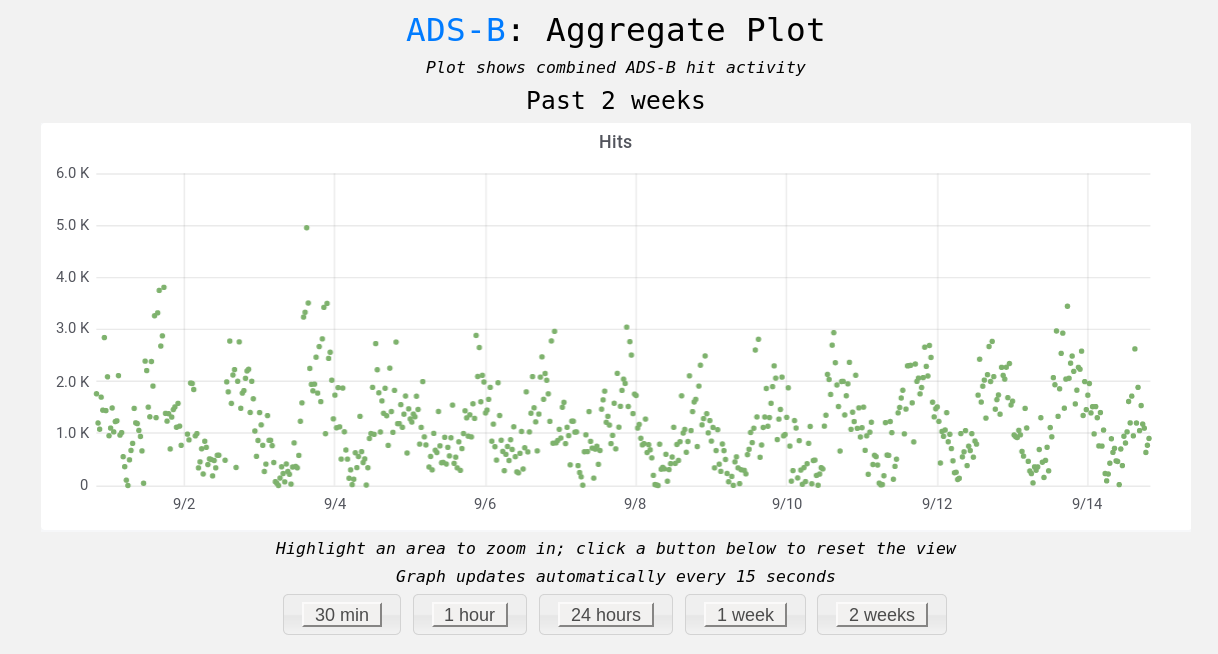 ADS-B: Aggregate Plot
Plot shows combined ADS-B hit activity
Past 2 weeks
Hits
6.0 K
5.0 K
4.0 K
3.0 K
2.0 K
1.0 K
0
9/2 9/4 9/6 9/8 9/10 9/12 9/14
Highlight an area to zoom in; click a button below to reset the view
Graph updates automatically every 15 seconds
30 min 1 hour 24 hours 1 week 2 weeks